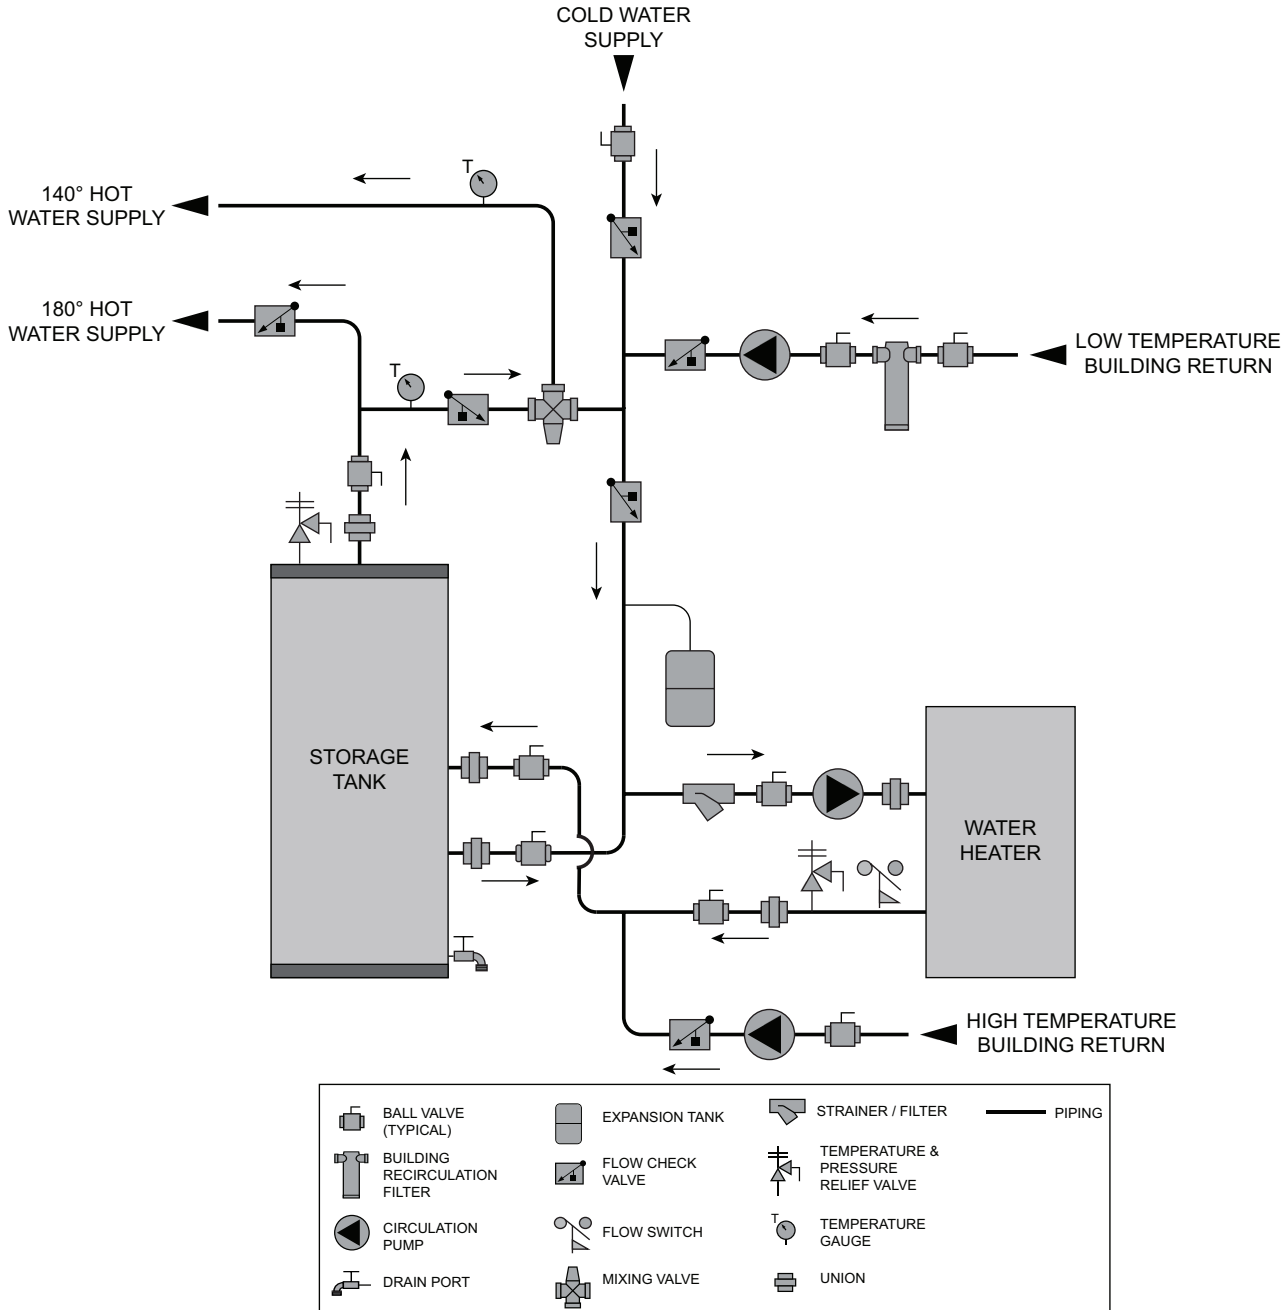 COLD WATER
SUPPLY
T
140° HOT
WATER SUPPLY
180° HOT
WATER SUPPLY
LOW TEMPERATURE
BUILDING RETURN
T
STORAGE
TANK
WATER
HEATER
HIGH TEMPERATURE
BUILDING RETURN
BALL VALVE
(TYPICAL)
BUILDING
RECIRCULATION
FILTER
CIRCULATION
PUMP
DRAIN PORT
EXPANSION TANK
FLOW CHECK
VALVE
FLOW SWITCH
MIXING VALVE
STRAINER / FILTER
TEMPERATURE &
PRESSURE
RELIEF VALVE
T
TEMPERATURE
GAUGE
UNION
PIPING